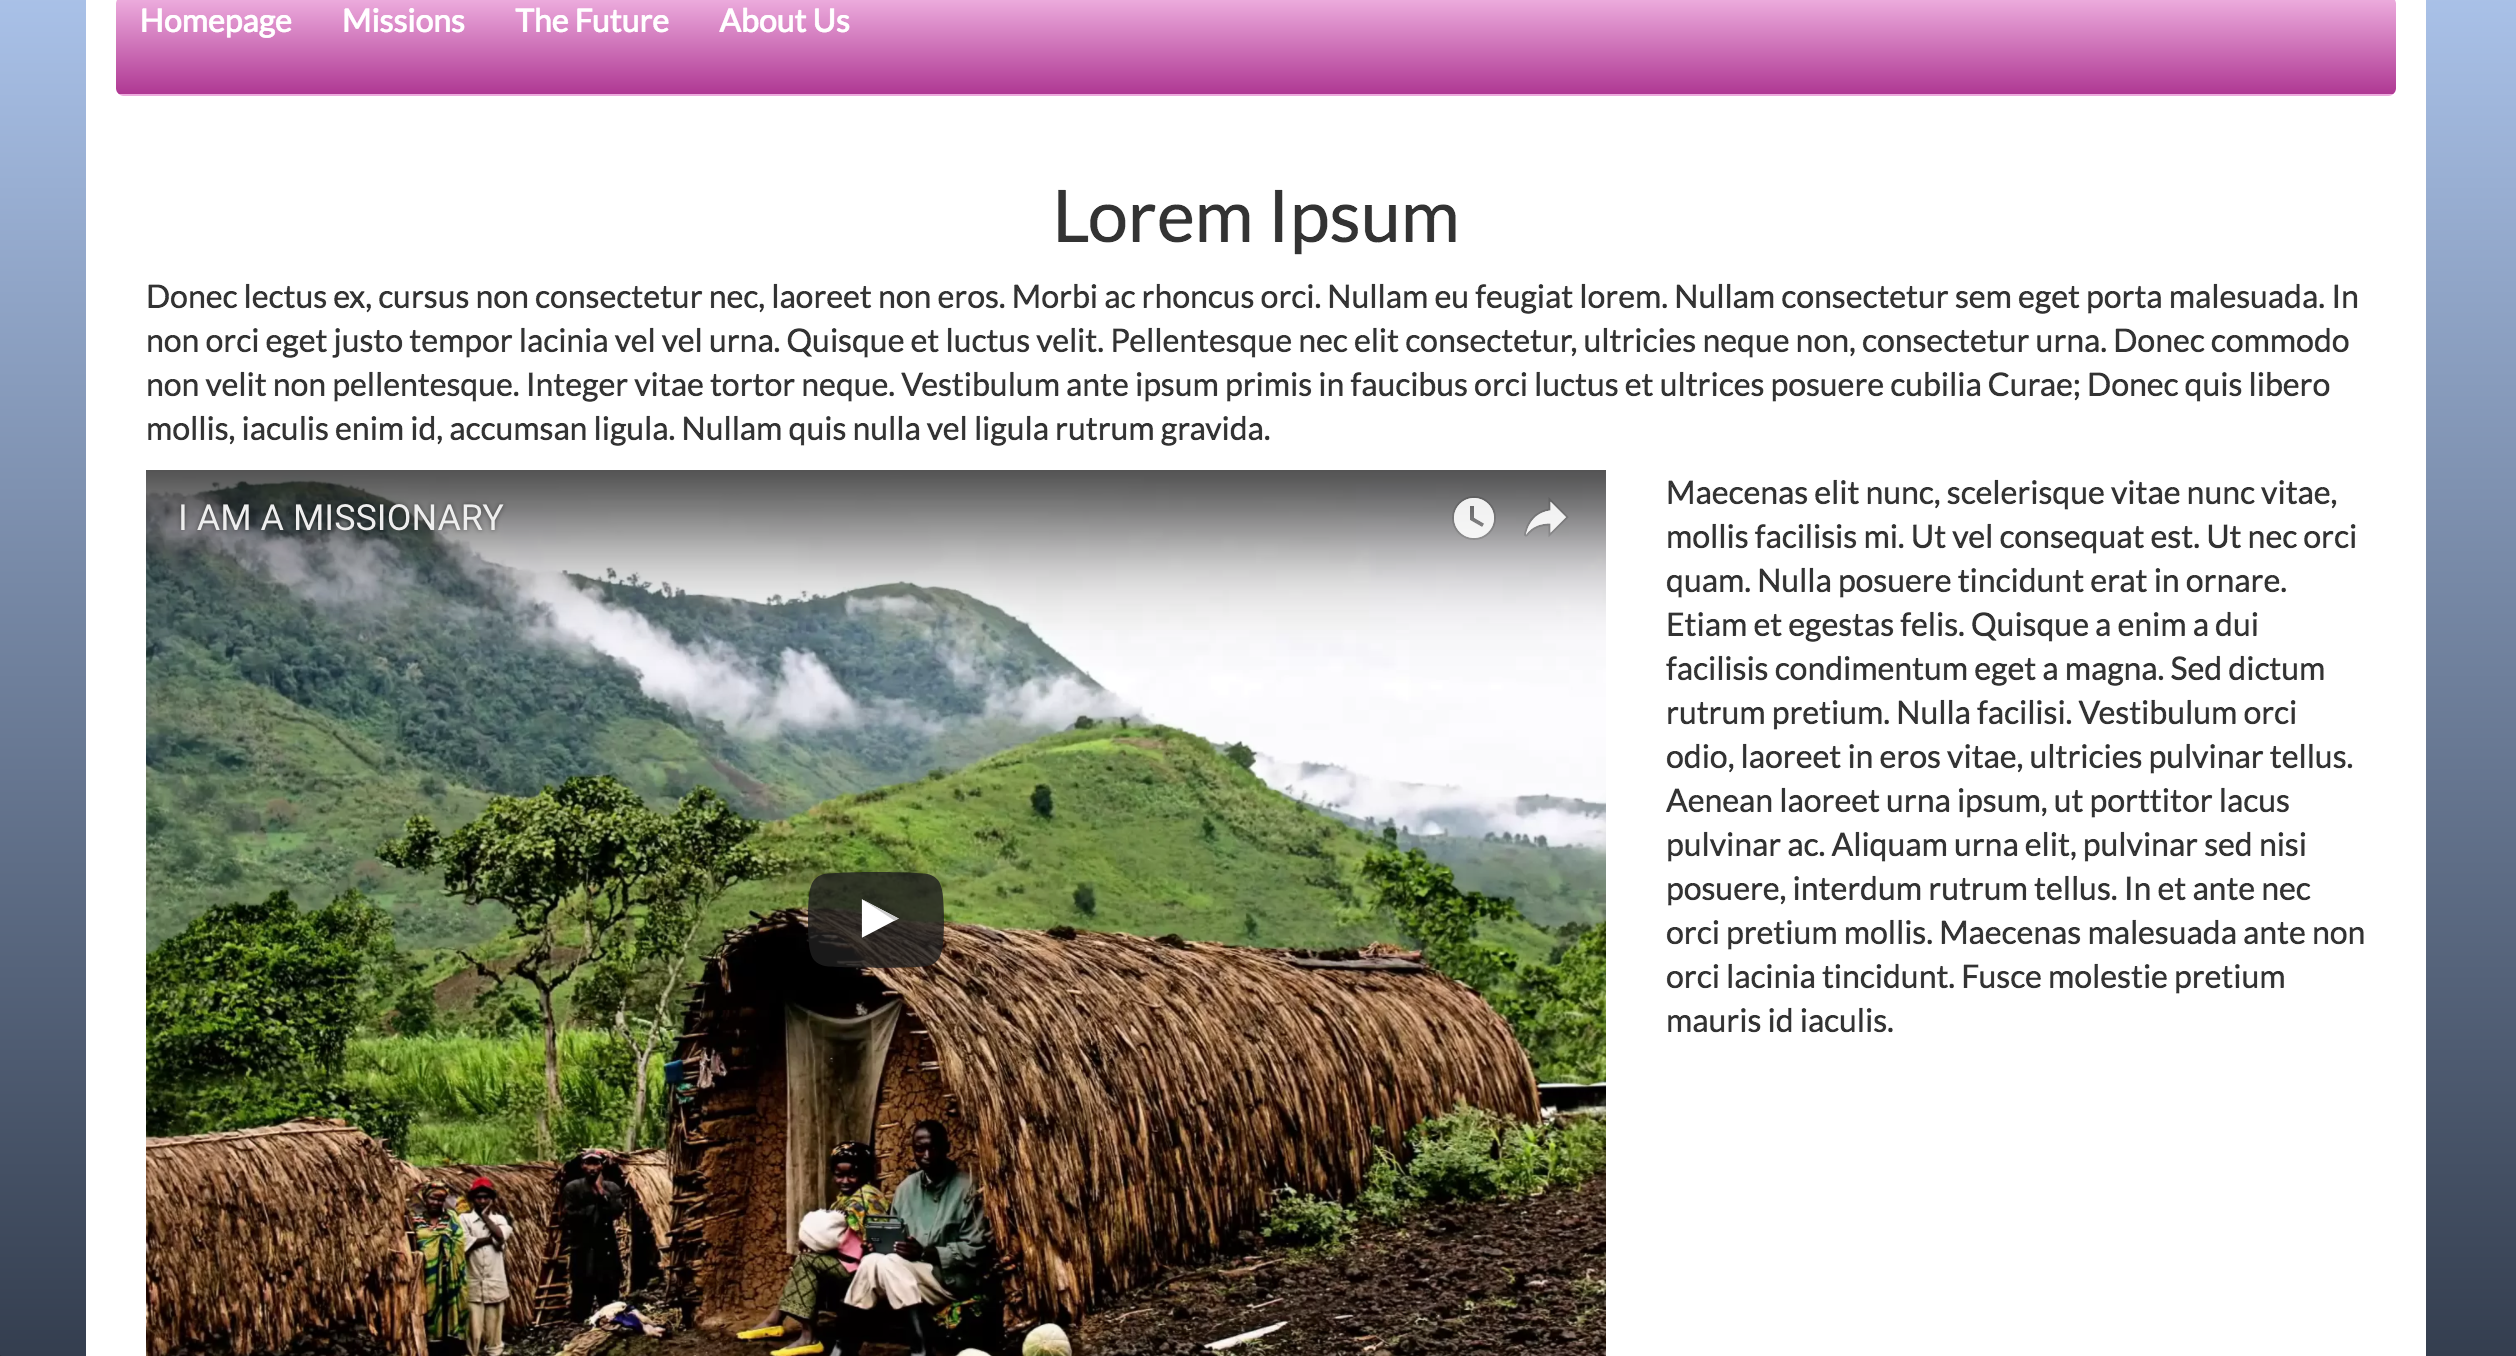 Homepage Missions The Future About Us
Lorem Ipsum
Donec lectus ex, cursus non consectetur nec, laoreet non eros. Morbi ac rhoncus orci. Nullam eu feugiat lorem. Nullam consectetur sem eget porta malesuada. In
non orci eget justo tempor lacinia vel vel urna. Quisque et luctus velit. Pellentesque nec elit consectetur, ultricies neque non, consectetur urna. Donec commodo
non velit non pellentesque. Integer vitae tortor neque. Vestibulum ante ipsum primis in faucibus orci luctus et ultrices posuere cubilia Curae; Donec quis libero
mollis, iaculis enim id, accumsan ligula. Nullam quis nulla vel ligula rutrum gravida.
I AM A MISSIONARY
Maecenas elit nunc, scelerisque vitae nunc vitae,
mollis facilisis mi. Ut vel consequat est. Ut nec orci
quam. Nulla posuere tincidunt erat in ornare.
Etiam et egestas felis. Quisque a enim a dui
facilisis condimentum eget a magna. Sed dictum
rutrum pretium. Nulla facilisi. Vestibulum orci
odio, laoreet in eros vitae, ultricies pulvinar tellus.
Aenean laoreet urna ipsum, ut porttitor lacus
pulvinar ac. Aliquam urna elit, pulvinar sed nisi
posuere, interdum rutrum tellus. In et ante nec
orci pretium mollis. Maecenas malesuada ante non
orci lacinia tincidunt. Fusce molestie pretium
mauris id iaculis.